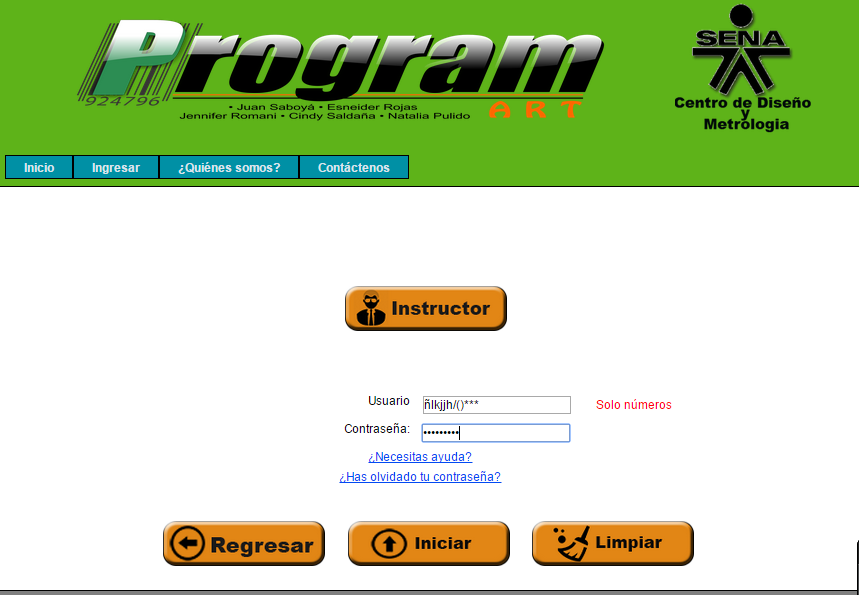 Program
924796
• Juan Saboyá • Esneider Rojas
Jennifer Romani • Cindy Saldaña • Natalia Pulido
ART
SENA
Centro de Diseño
y
Metrologia
Inicio
Ingresar
¿Quiénes somos?
Contáctenos
Instructor
Usuario ñlkjjh/()*** Solo números
Contraseña: •••••••••
¿Necesitas ayuda?
¿Has olvidado tu contraseña?
Regresar
Iniciar
Limpiar